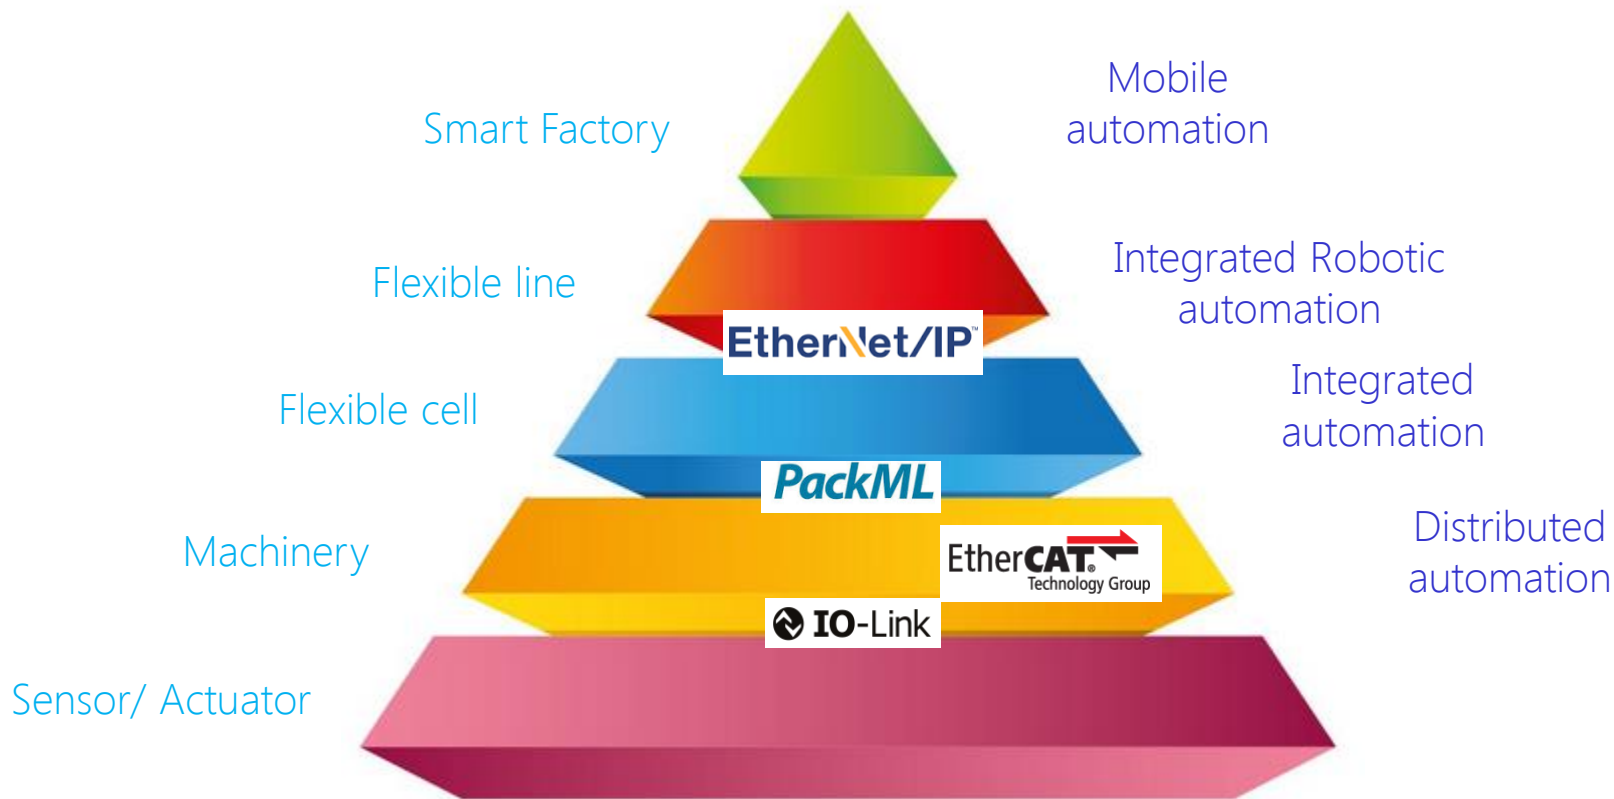 Mobile
automation
Smart Factory
Integrated Robotic
automation
Flexible line
EtherNet/IP™
Integrated
automation
Flexible cell
PackML
Distributed
automation
Machinery
EtherCAT®
Technology Group
IO-Link
Sensor/ Actuator